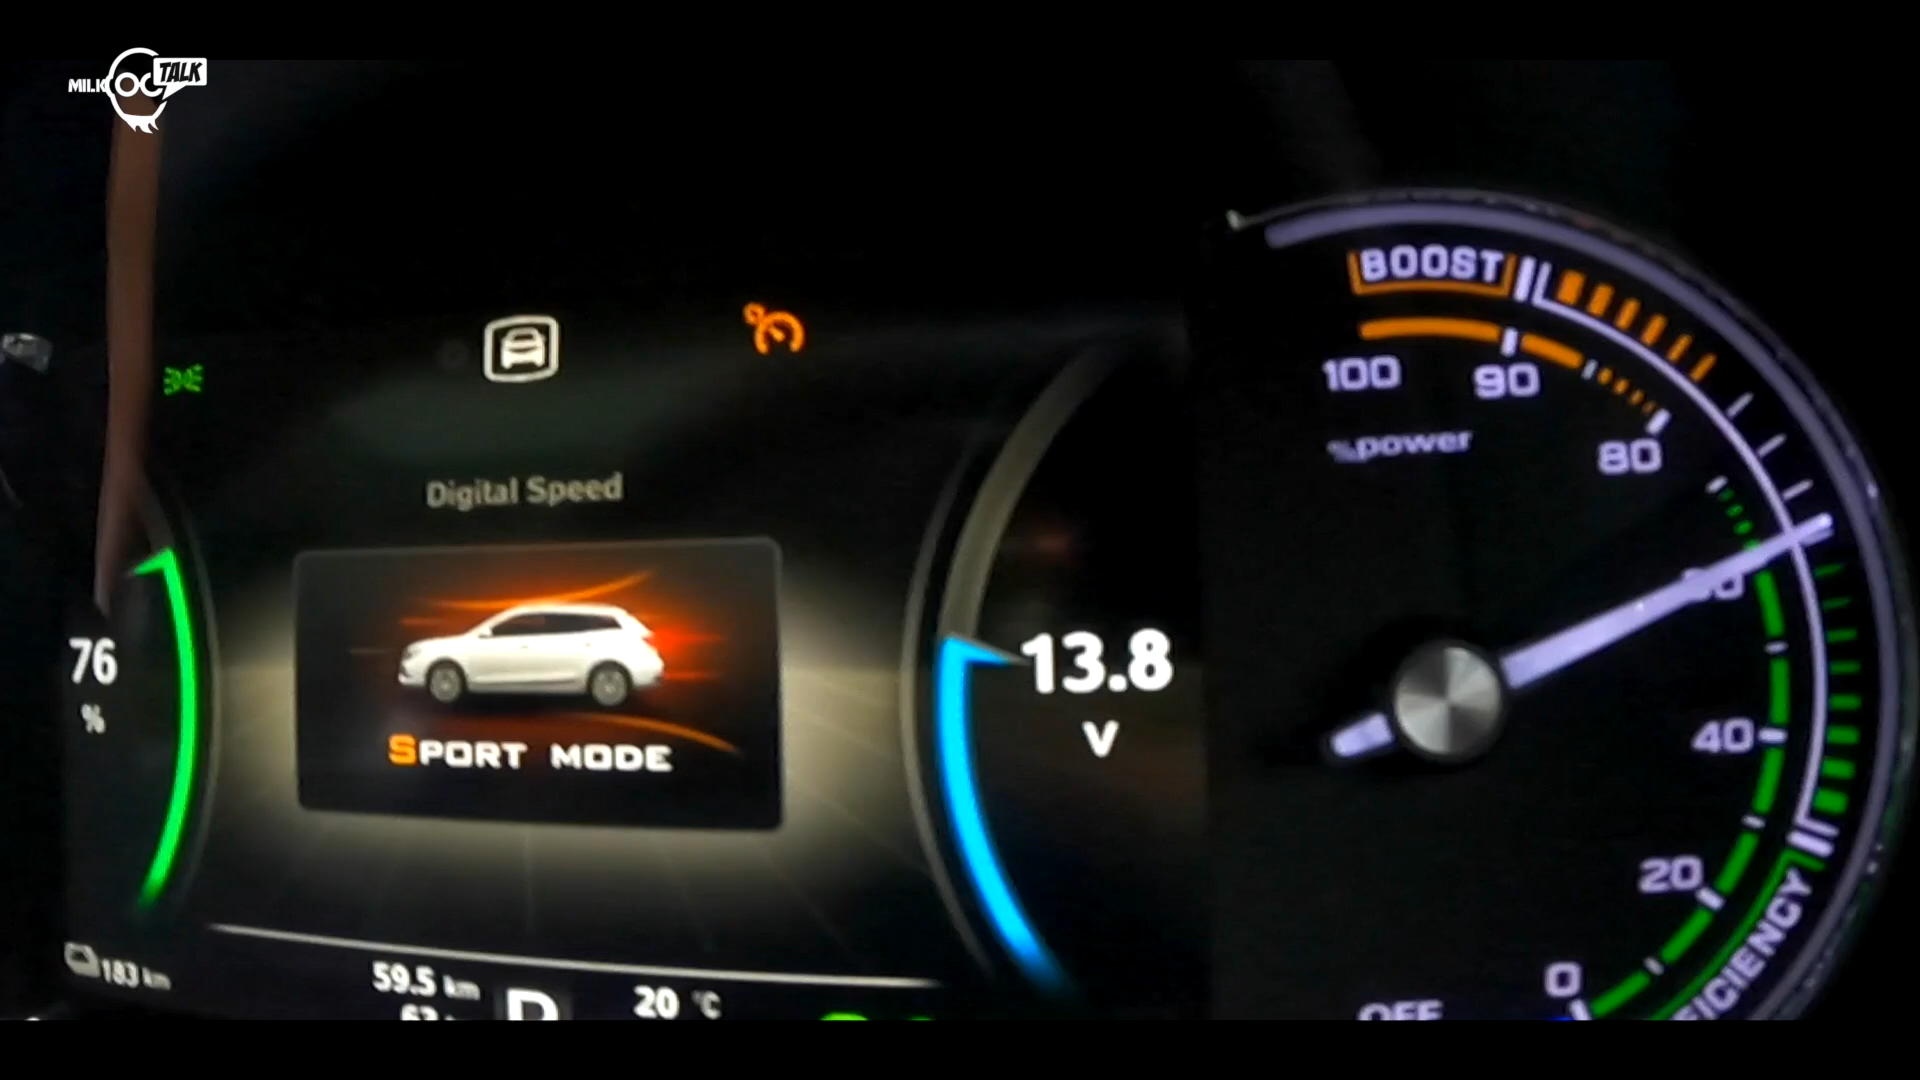 MILK
TALK
BOOST
100
90
%power
80
Digital Speed
76
%
13.8
V
SPORT MODE
40
20
183 km
59.5 km
20 °C
0
OFF